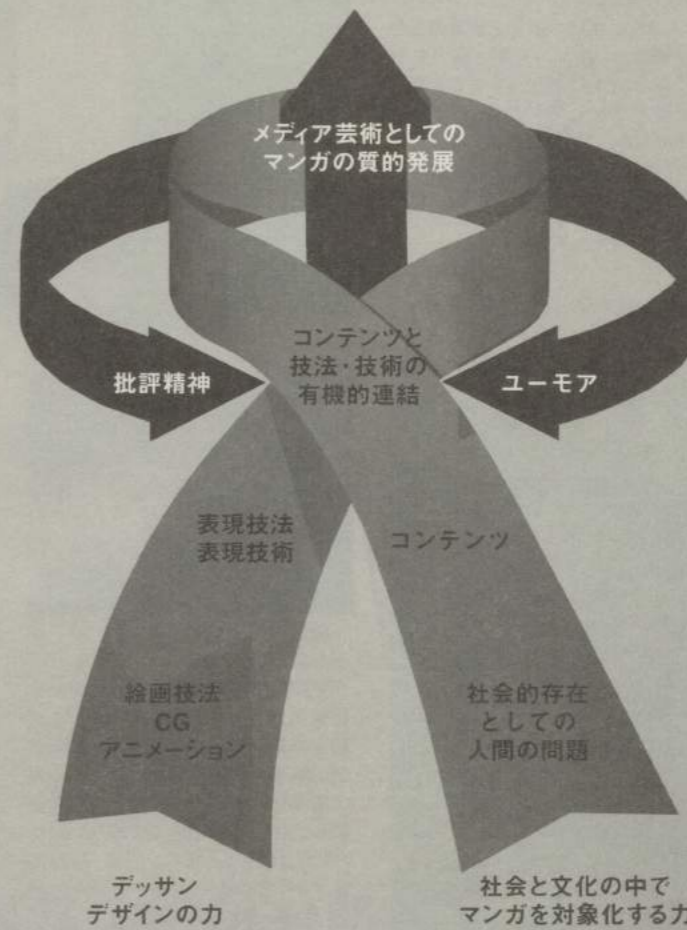 メディア芸術としての
マンガの質的発展
コンテンツと
技法・技術の
有機的連結
批評精神
ユーモア
表現技法
表現技術
コンテンツ
絵画技法
CG
アニメーション
社会的存在
としての
人間の問題
デッサン
デザインの力
社会と文化の中で
マンガを対象化する力